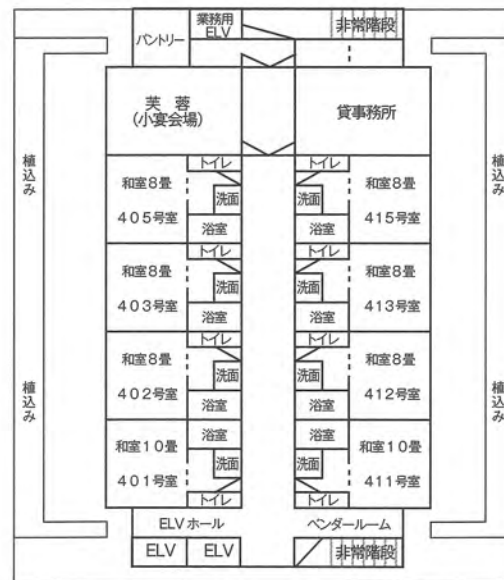 業務用
ELV
非常階段
パントリー
芙蓉
(小宴会場)
貸事務所
植込み
植込み
トイレ
トイレ
和室8畳
405号室
洗面
浴室
洗面
浴室
和室8畳
415号室
トイレ
トイレ
和室8畳
403号室
洗面
浴室
洗面
浴室
和室8畳
413号室
トイレ
トイレ
和室8畳
402号室
洗面
浴室
洗面
浴室
和室8畳
412号室
植込み
植込み
和室10畳
401号室
浴室
洗面
トイレ
浴室
洗面
トイレ
和室10畳
411号室
ELVホール
ベンダールーム
ELV
ELV
非常階段